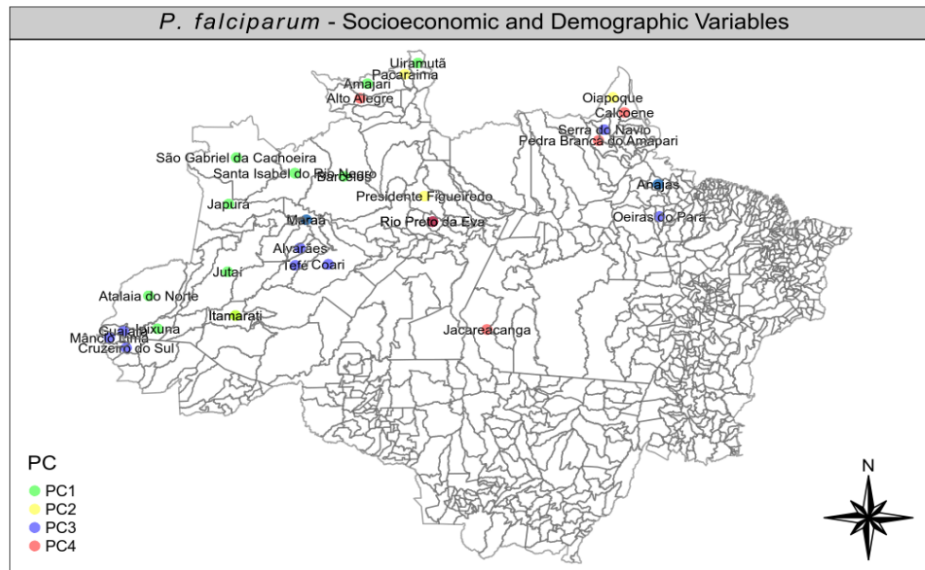 P. falciparum - Socioeconomic and Demographic Variables
Uiramutã
Pacaraima
Amajari
Alto Alegre
Oiapoque
Calçoene
Serra do Navio
Pedra Branca do Amapari
São Gabriel da Cachoeira
Santa Isabel do Rio Negro
Barcelos
Anajás
Presidente Figueiredo
Japurá
Oeiras do Pará
Maraã
Rio Preto da Eva
Alvarães
Tefé
Coari
Jutaí
Atalaia do Norte
Itamarati
Guajará
Ipixuna
Jacareacanga
Mâncio Lima
Cruzeiro do Sul
N
PC
PC1
PC2
PC3
PC4